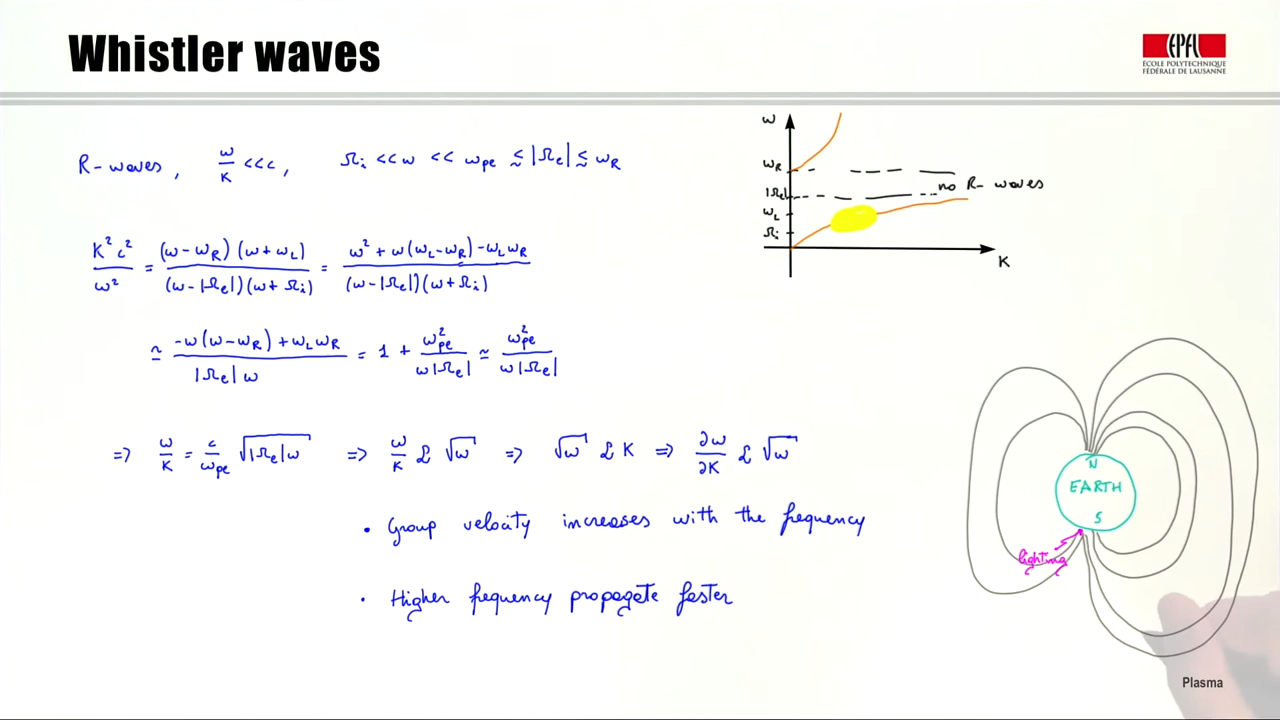 Whistler waves
EPFL
ÉCOLE POLYTECHNIQUE
FÉDÉRALE DE LAUSANNE
R-waves, ω/K <<c, Ωi << ω << ωpe ≲ |Ωe| ≲ ωR
K²c²/ω² = (ω-ωR)(ω+ωL)/(ω-|Ωe|)(ω+Ωi) = ω²+ω(ωL-ωR)-ωLωR/(ω-|Ωe|)(ω+Ωi)
≃ -ω(ω-ωR)+ωLωR/|Ωe|ω = 1 + ω²pe/ω|Ωe| ≃ ω²pe/ω|Ωe|
=> ω/K = c/ωpe √|Ωe|ω => ω/K £ √ω => √ω £ K => ∂ω/∂K £ √ω
• Group velocity increases with the frequency
• Higher frequency propagate faster
ω
ωR
|Ωe|
no R-waves
ωL
Ωi
K
N
EARTH
S
lighting
Plasma